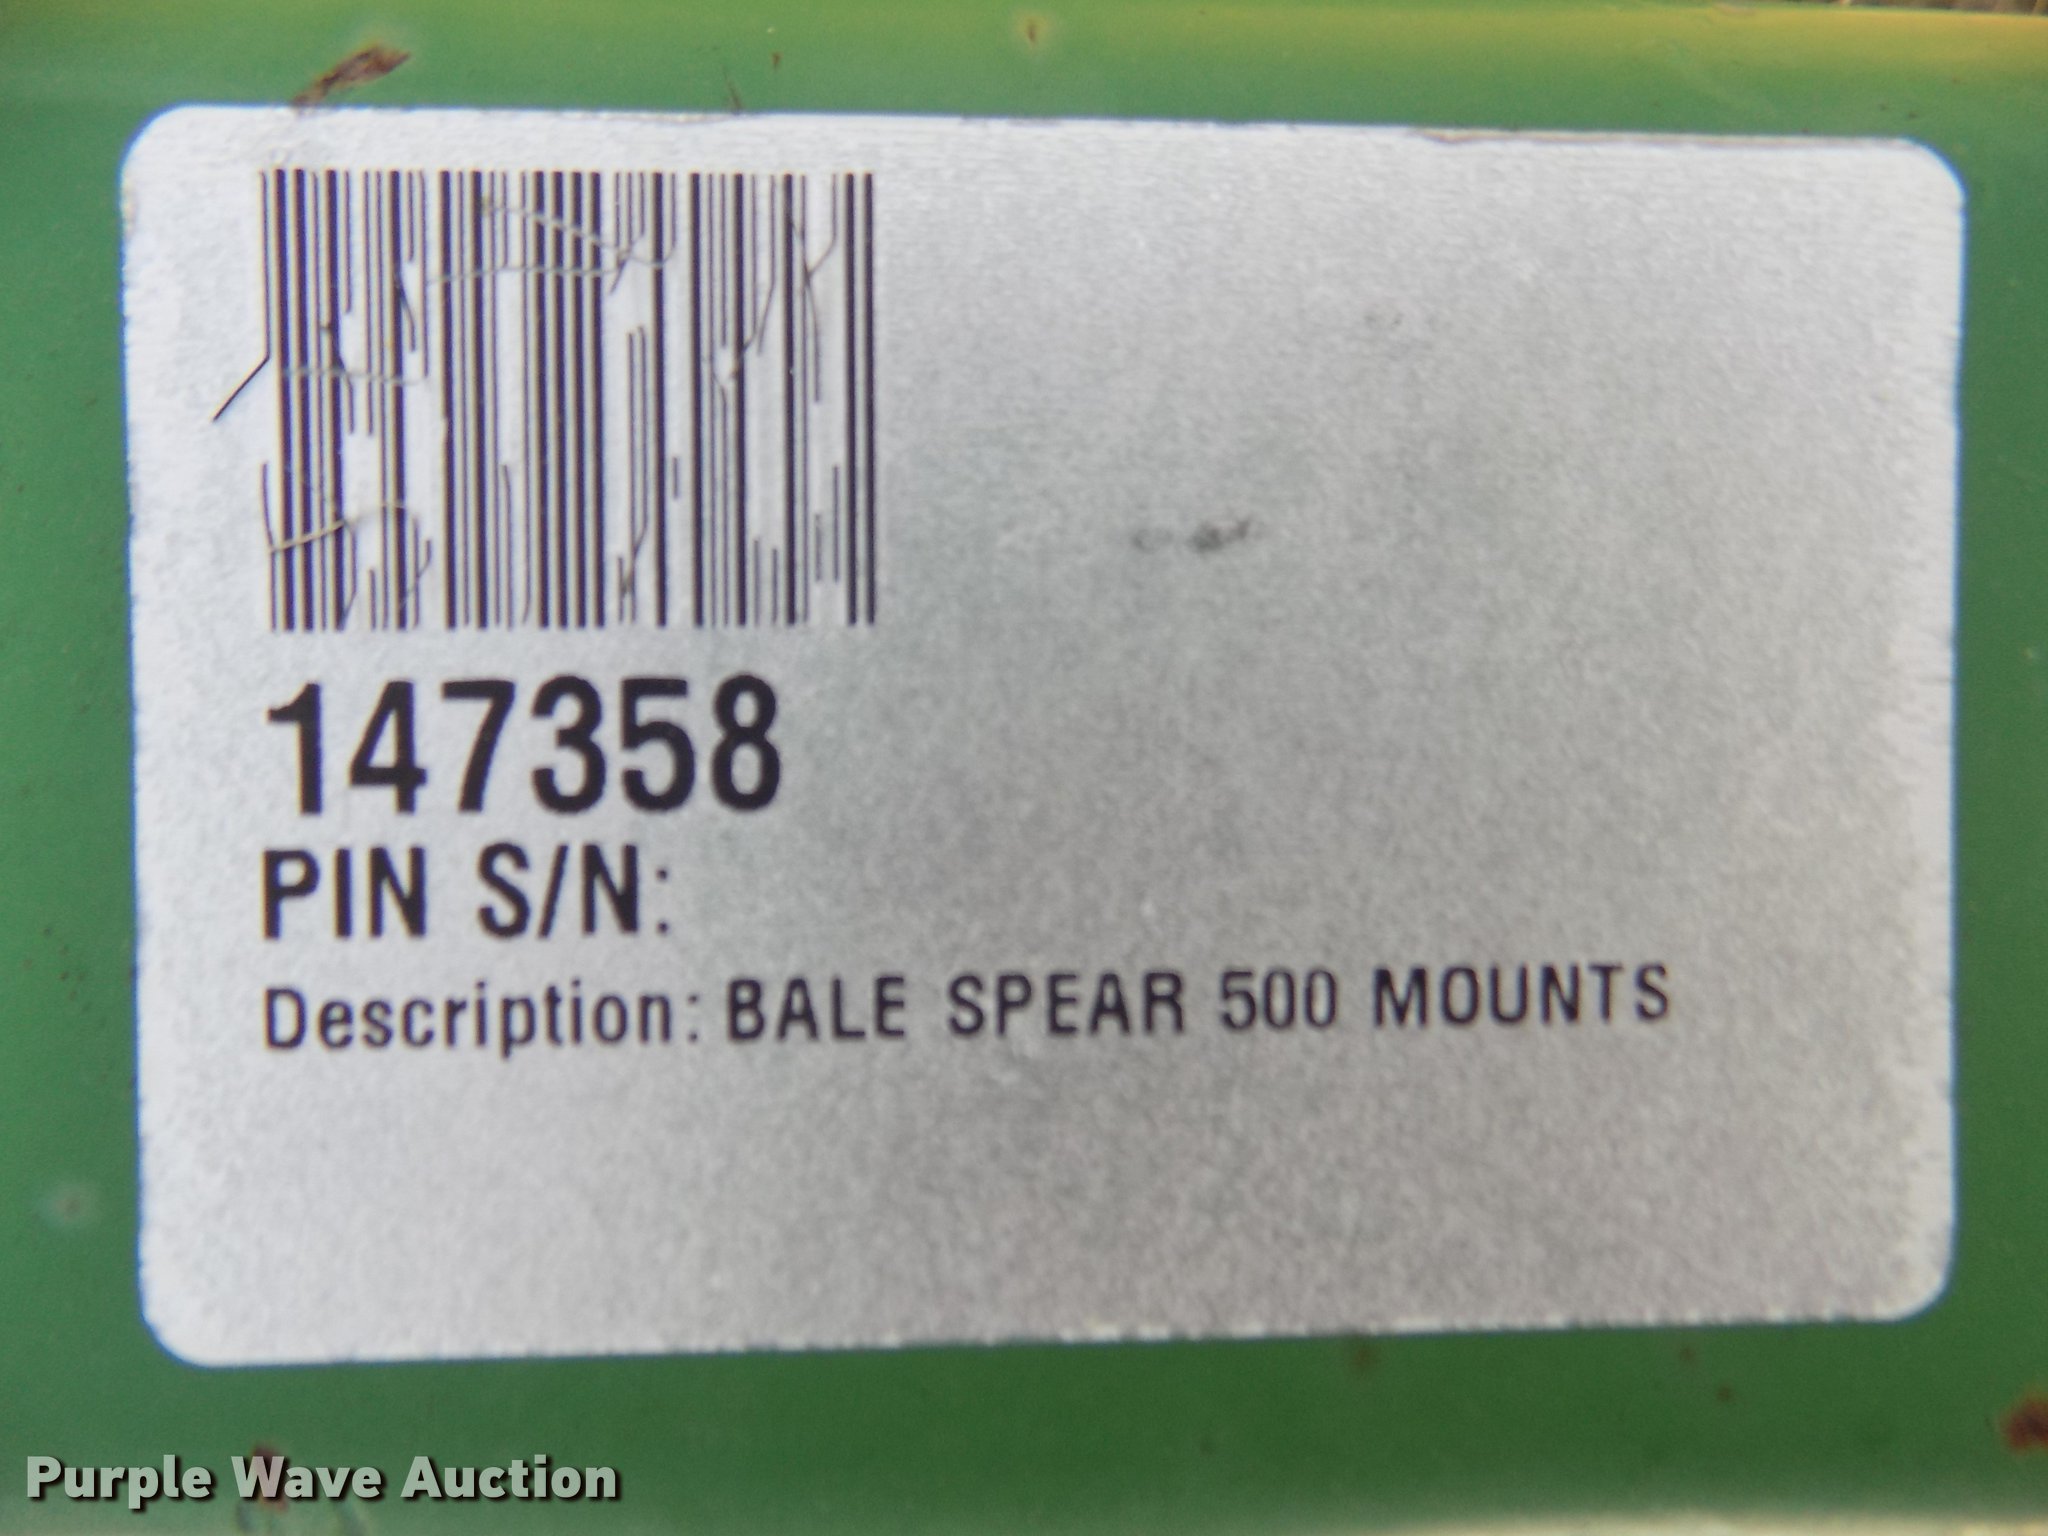 147358
PIN S/N:
Description: BALE SPEAR 500 MOUNTS
Purple Wave Auction